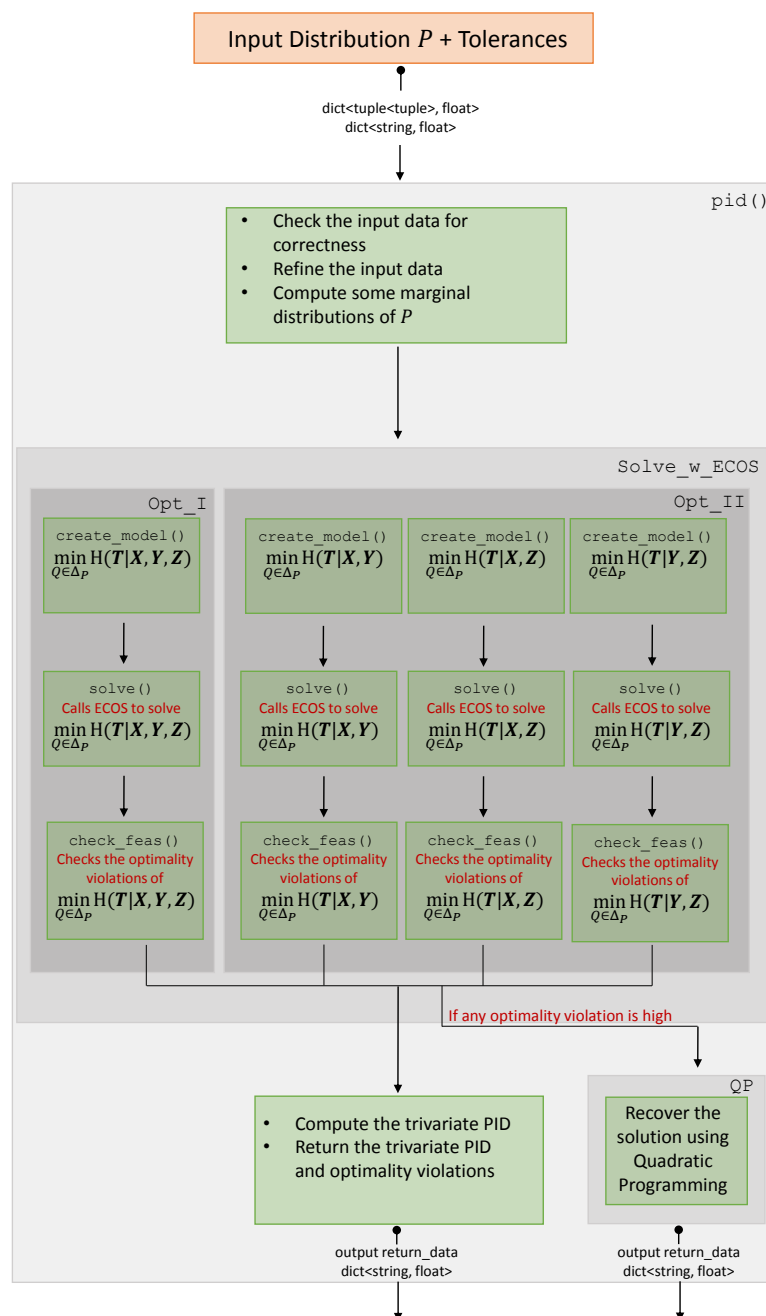 Input Distribution P + Tolerances
dict<tuple<tuple>, float>
dict<string, float>
pid()
• Check the input data for
correctness
• Refine the input data
• Compute some marginal
distributions of P
Solve_w_ECOS
Opt_I
create_model()
min H(T|X, Y, Z)
Q∈Δ_P
solve()
Calls ECOS to solve
min H(T|X, Y, Z)
Q∈Δ_P
check_feas()
Checks the optimality
violations of
min H(T|X, Y, Z)
Q∈Δ_P
Opt_II
create_model()
min H(T|X, Y)
Q∈Δ_P
solve()
Calls ECOS to solve
min H(T|X, Y)
Q∈Δ_P
check_feas()
Checks the optimality
violations of
min H(T|X, Y)
Q∈Δ_P
create_model()
min H(T|X, Z)
Q∈Δ_P
solve()
Calls ECOS to solve
min H(T|X, Z)
Q∈Δ_P
check_feas()
Checks the optimality
violations of
min H(T|X, Z)
Q∈Δ_P
create_model()
min H(T|Y, Z)
Q∈Δ_P
solve()
Calls ECOS to solve
min H(T|Y, Z)
Q∈Δ_P
check_feas()
Checks the optimality
violations of
min H(T|Y, Z)
Q∈Δ_P
If any optimality violation is high
• Compute the trivariate PID
• Return the trivariate PID
and optimality violations
output return_data
dict<string, float>
QP
Recover the
solution using
Quadratic
Programming
output return_data
dict<string, float>